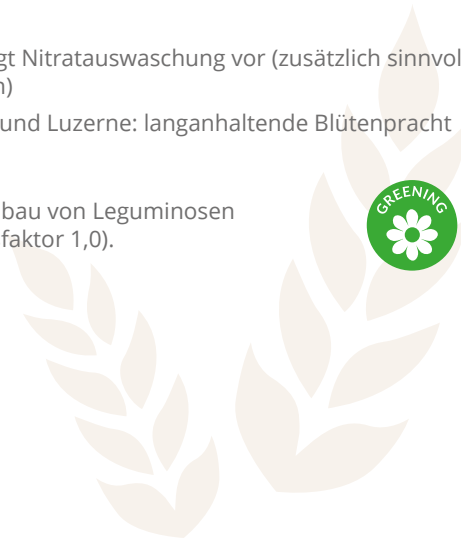 gt Nitratauswaschung vor (zusätzlich sinnvol
n)
und Luzerne: langanhaltende Blütenpracht
bau von Leguminosen
faktor 1,0).
GREENING